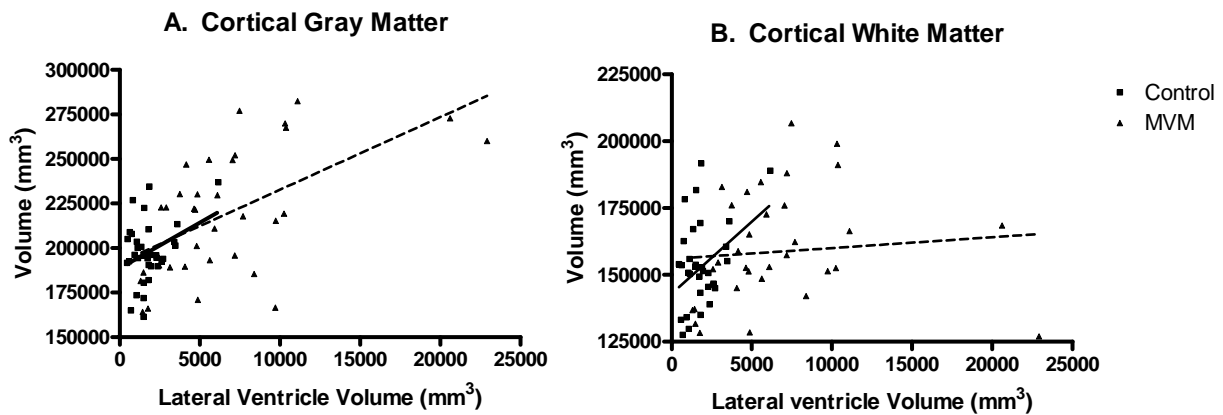 A. Cortical Gray Matter
Volume (mm³)
300000
275000
250000
225000
200000
175000
150000
0 5000 10000 15000 20000 25000
Lateral Ventricle Volume (mm³)
B. Cortical White Matter
Volume (mm³)
225000
200000
175000
150000
125000
0 5000 10000 15000 20000 25000
Lateral ventricle Volume (mm³)
Control
MVM